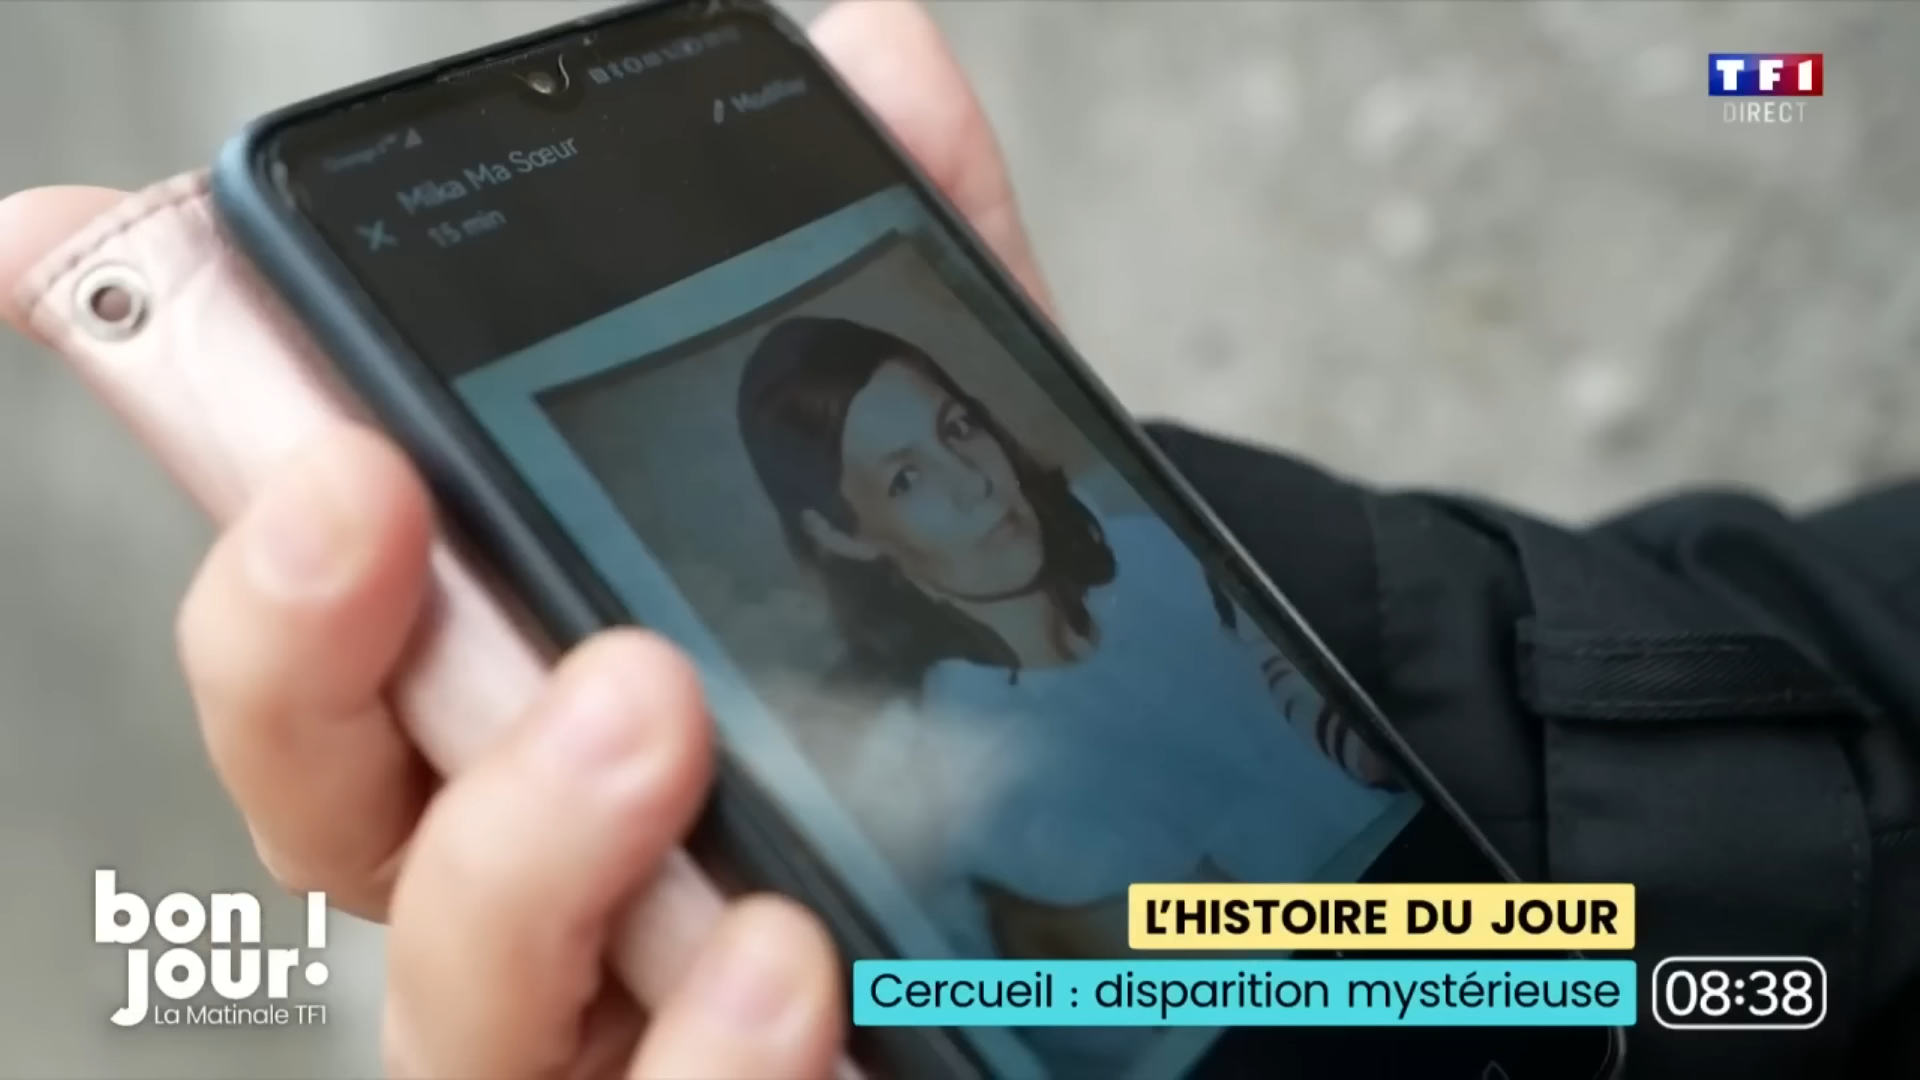 TF1
DIRECT
Modifier
Mika Ma Sœur
15 min
L'HISTOIRE DU JOUR
Cercueil : disparition mystérieuse
08:38
bon
jour!
La Matinale TF1